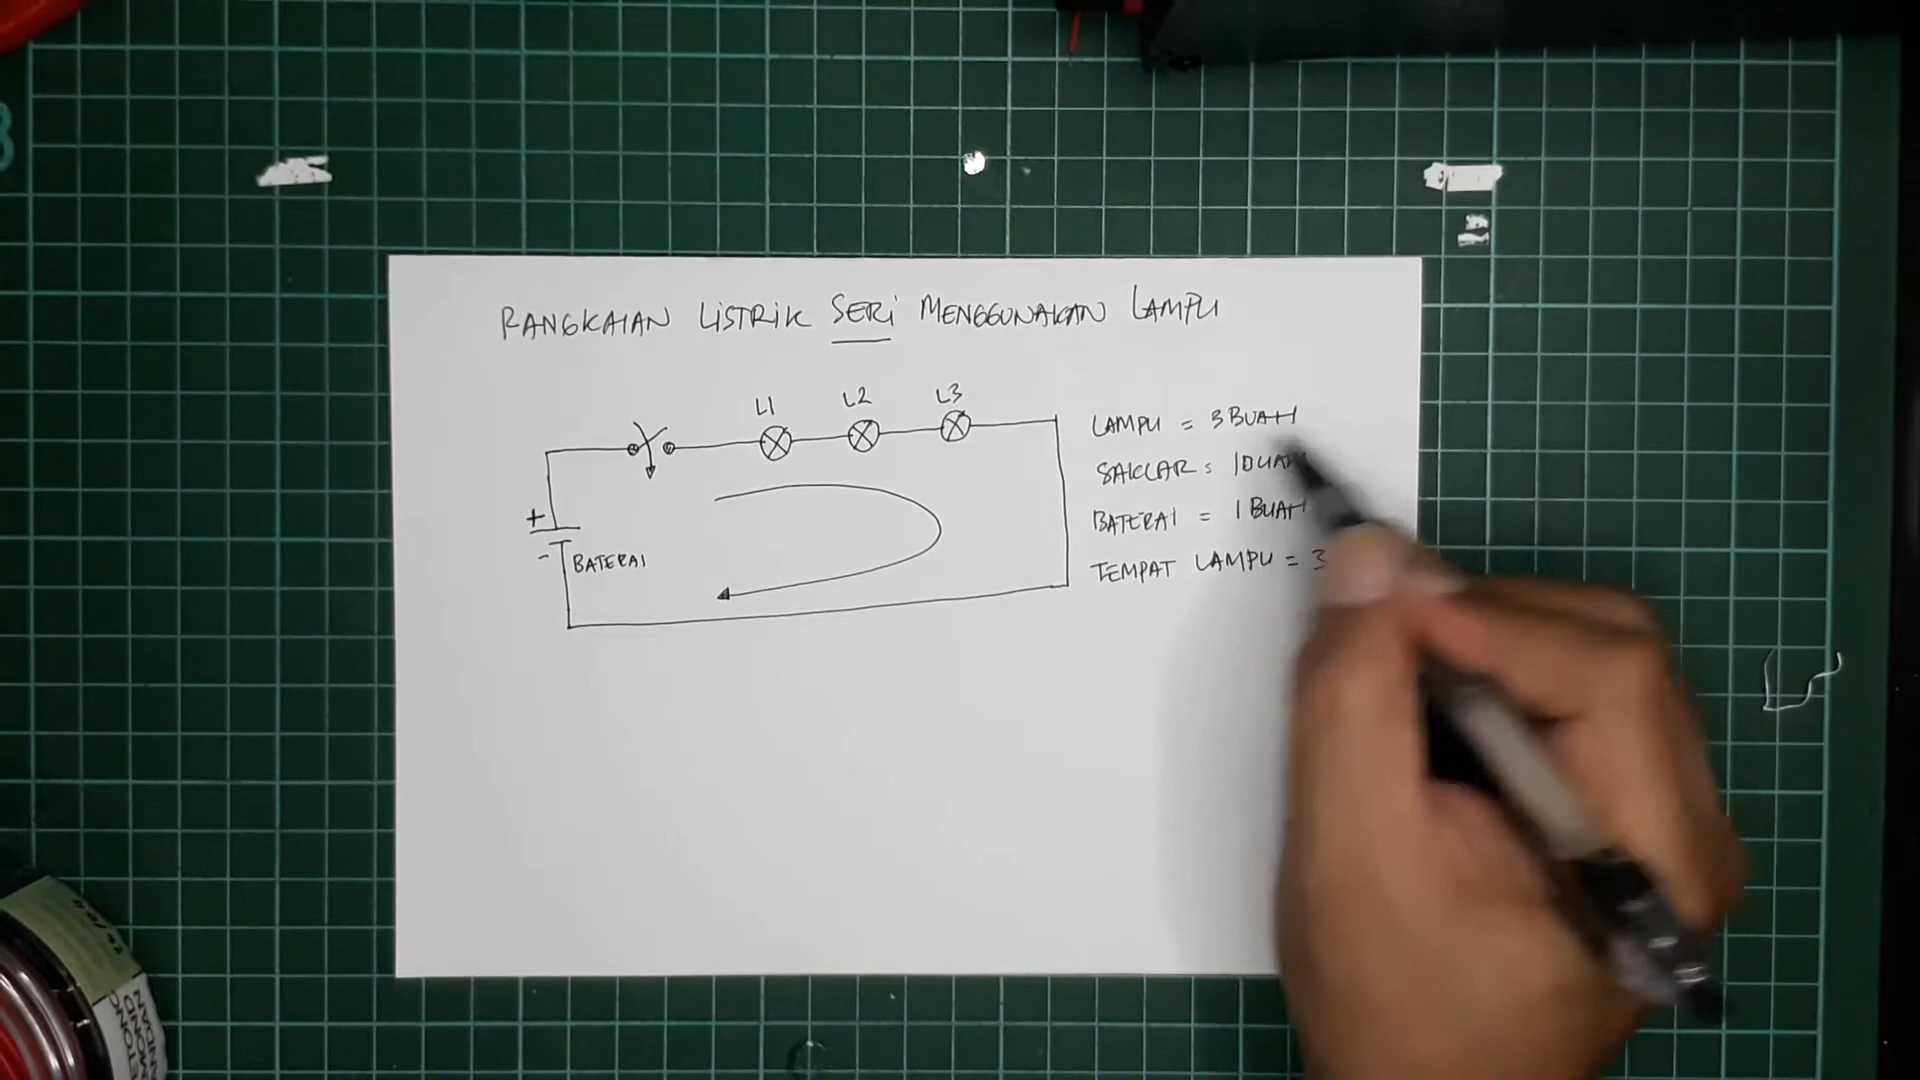 RANGKAIAN LISTRIK SERI MENGGUNAKAN LAMPU
L1 L2 L3
LAMPU = 3 BUAH
SAKLAR = 1 BUAH
+
BATERAI = 1 BUAH
- BATERAI
TEMPAT LAMPU = 3